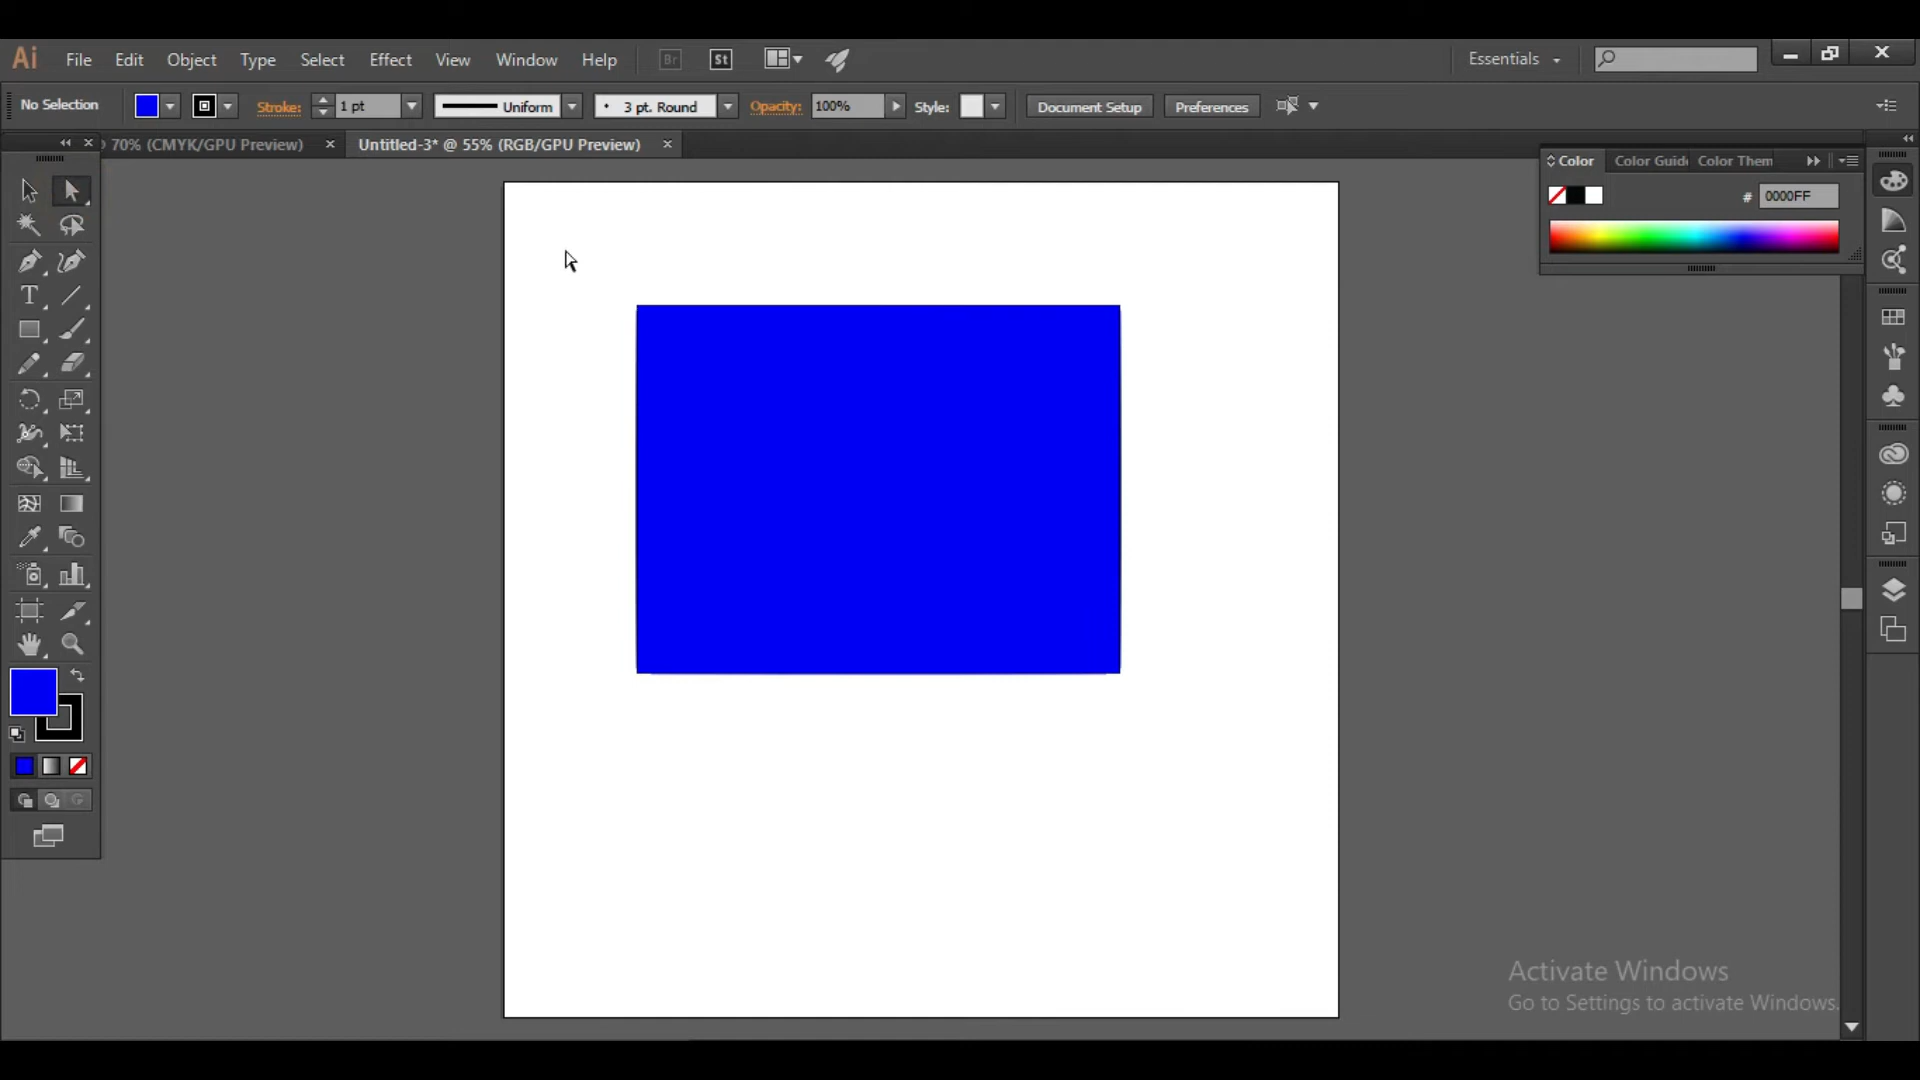 Ai File Edit Object Type Select Effect View Window Help Br St Essentials
No Selection Stroke: 1 pt Uniform 3 pt. Round Opacity: 100% Style: Document Setup Preferences
70% (CMYK/GPU Preview) Untitled-3* @ 55% (RGB/GPU Preview)
Color Color Guid Color Them
# 0000FF
T
Activate Windows
Go to Settings to activate Windows.